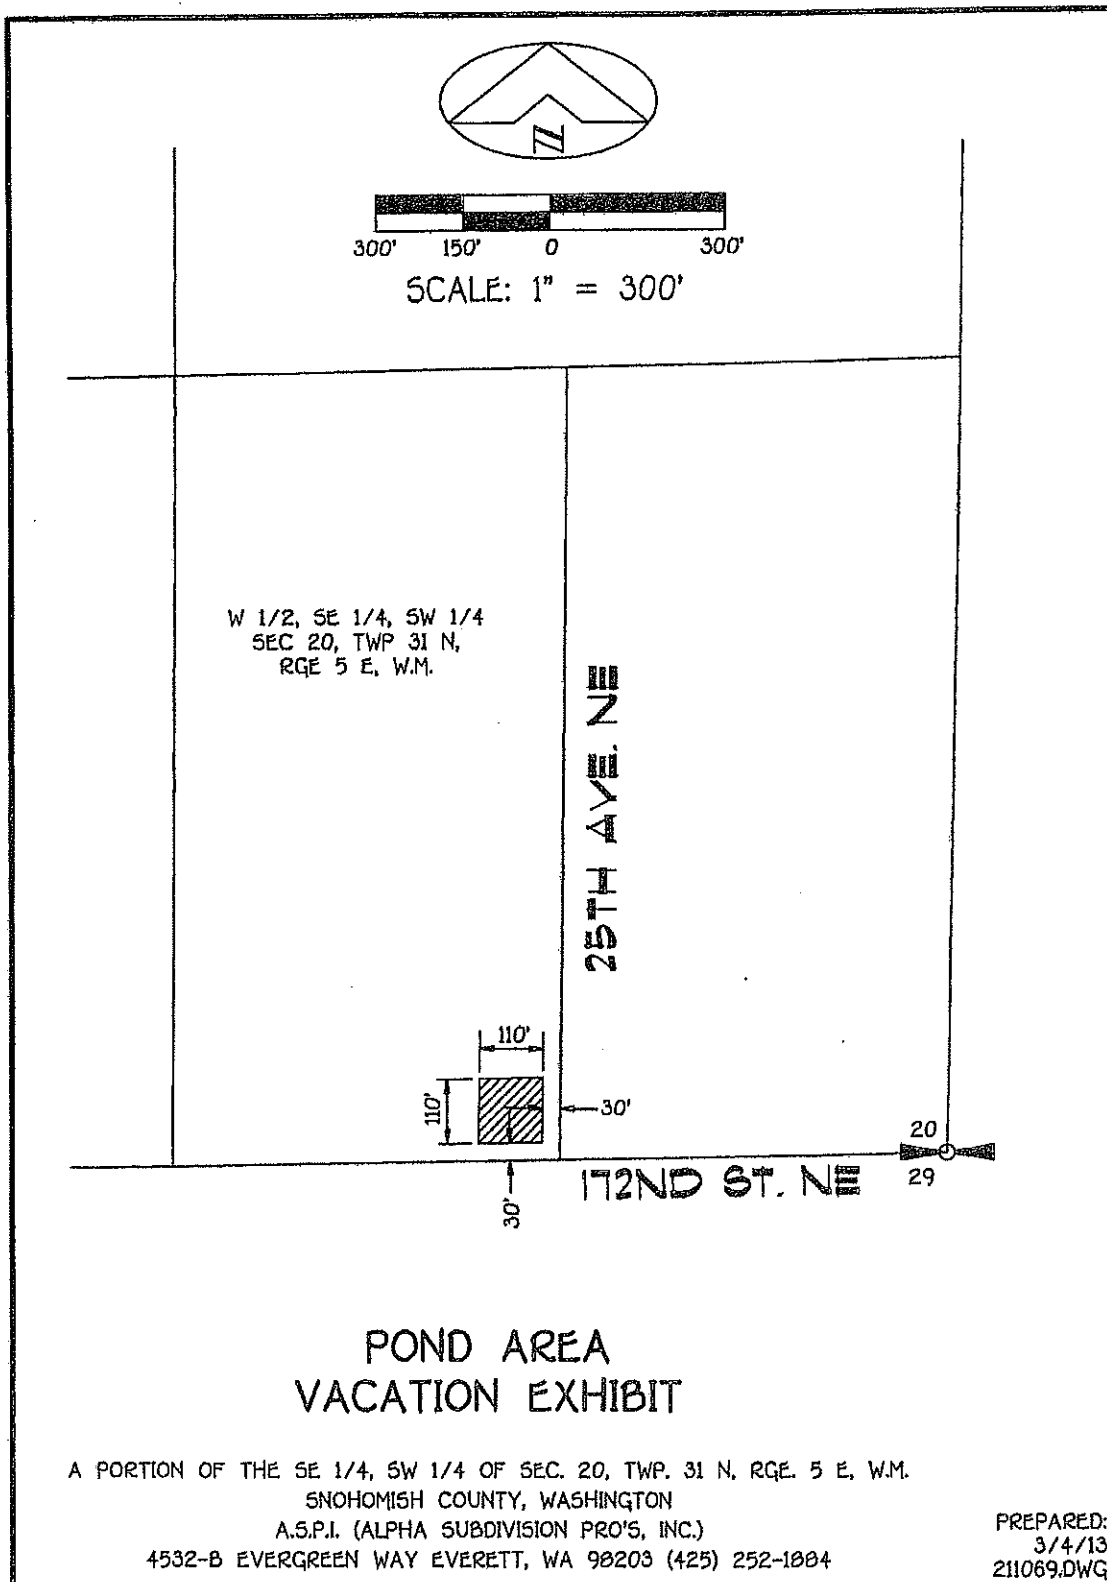 N
300' 150' 0 300'
SCALE: 1" = 300'
W 1/2, SE 1/4, SW 1/4
SEC 20, TWP 31 N,
RGE 5 E, W.M.
25TH AVE. NE
110'
110'
30'
20
29
172ND ST. NE
30'
POND AREA
VACATION EXHIBIT
A PORTION OF THE SE 1/4, SW 1/4 OF SEC. 20, TWP. 31 N, RGE. 5 E, W.M.
SNOHOMISH COUNTY, WASHINGTON
A.S.P.I. (ALPHA SUBDIVISION PRO'S, INC.)
4532-B EVERGREEN WAY EVERETT, WA 98203 (425) 252-1884
PREPARED:
3/4/13
211069.DWG